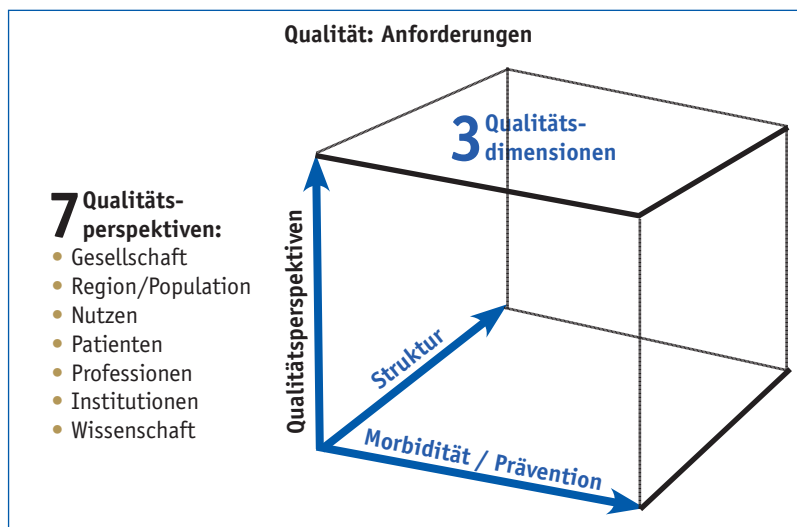 Qualität: Anforderungen
3 Qualitäts-
dimensionen
7 Qualitäts-
perspektiven:
• Gesellschaft
• Region/Population
• Nutzen
• Patienten
• Professionen
• Institutionen
• Wissenschaft
Qualitätsperspektiven
Struktur
Morbidität / Prävention